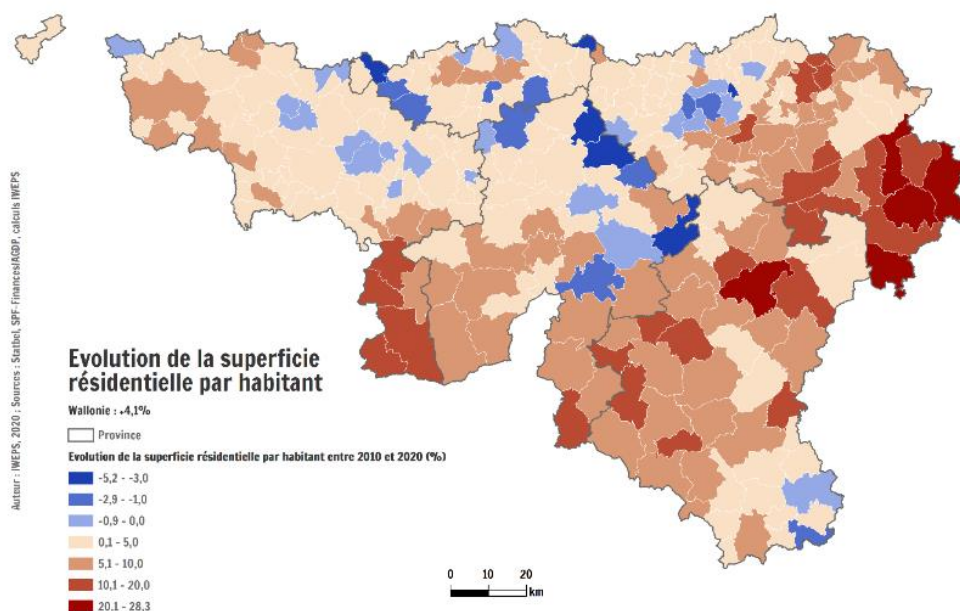 Evolution de la superficie
résidentielle par habitant
Wallonie : +4,1%
Province
Evolution de la superficie résidentielle par habitant entre 2010 et 2020 (%)
-5,2 - -3,0
-2,9 - -1,0
-0,9 - 0,0
0,1 - 5,0
5,1 - 10,0
10,1 - 20,0
20,1 - 28,3
0 10 20
km
Auteur : IWEPS, 2020 ; Sources : Statbel, SPF-Finances/AGDP, calculs IWEPS